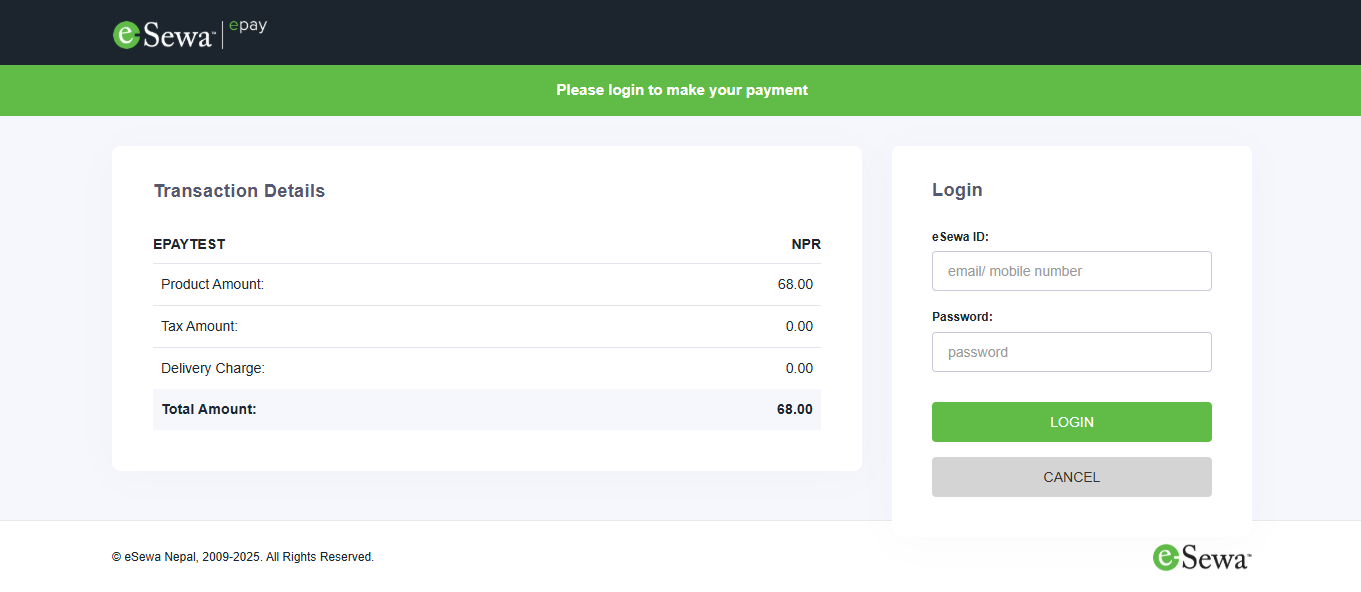 eSewa™ epay
Please login to make your payment
Transaction Details
EPAYTEST NPR
Product Amount: 68.00
Tax Amount: 0.00
Delivery Charge: 0.00
Total Amount: 68.00
Login
eSewa ID:
email/ mobile number
Password:
password
LOGIN
CANCEL
© eSewa Nepal, 2009-2025. All Rights Reserved.
eSewa™